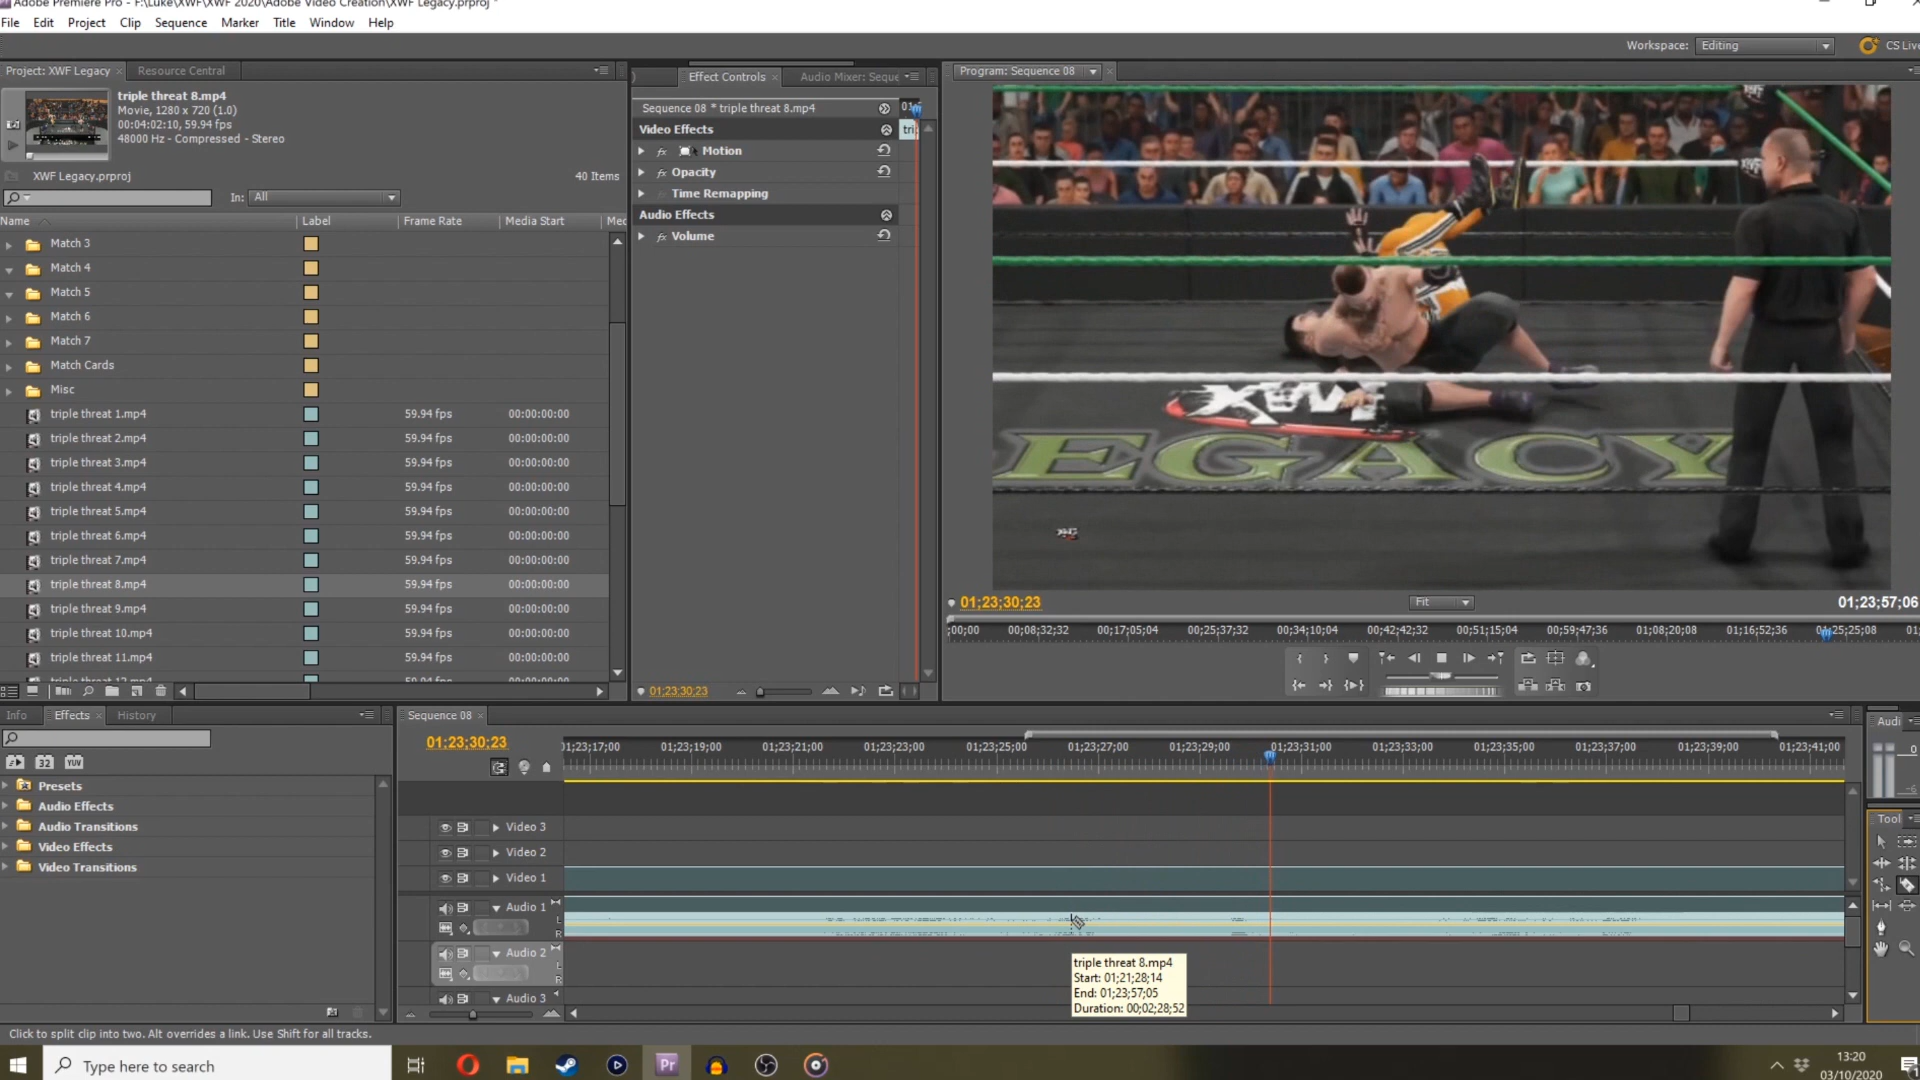 Adobe Premiere Pro - F:\Luke\XWF\XWF 2020\Adobe Video Creation\XWF Legacy.prproj *
File Edit Project Clip Sequence Marker Title Window Help
Workspace: Editing CS Live
Project: XWF Legacy Resource Central
triple threat 8.mp4
Movie, 1280 x 720 (1.0)
00:04:02:10, 59.94 fps
48000 Hz - Compressed - Stereo
XWF Legacy.prproj 40 Items
In: All
Name Label Frame Rate Media Start Mec
Match 3
Match 4
Match 5
Match 6
Match 7
Match Cards
Misc
triple threat 1.mp4 59.94 fps 00:00:00:00
triple threat 2.mp4 59.94 fps 00:00:00:00
triple threat 3.mp4 59.94 fps 00:00:00:00
triple threat 4.mp4 59.94 fps 00:00:00:00
triple threat 5.mp4 59.94 fps 00:00:00:00
triple threat 6.mp4 59.94 fps 00:00:00:00
triple threat 7.mp4 59.94 fps 00:00:00:00
triple threat 8.mp4 59.94 fps 00:00:00:00
triple threat 9.mp4 59.94 fps 00:00:00:00
triple threat 10.mp4 59.94 fps 00:00:00:00
triple threat 11.mp4 59.94 fps 00:00:00:00
Effect Controls Audio Mixer: Seque
Sequence 08 * triple threat 8.mp4
Video Effects
fx Motion
fx Opacity
Time Remapping
Audio Effects
fx Volume
01;23;30;23
Program: Sequence 08
XWF
EGACY
01;23;30;23 Fit 01;23;57;06
;00;00 00;08;32;32 00;17;05;04 00;25;37;32 00;34;10;04 00;42;42;32 00;51;15;04 00;59;47;36 01;08;20;08 01;16;52;36 01;25;25;08
Info Effects History
32 YUV
Presets
Audio Effects
Audio Transitions
Video Effects
Video Transitions
Sequence 08
01;23;30;23
01;23;17;00 01;23;19;00 01;23;21;00 01;23;23;00 01;23;25;00 01;23;27;00 01;23;29;00 01;23;31;00 01;23;33;00 01;23;35;00 01;23;37;00 01;23;39;00 01;23;41;00
Video 3
Video 2
Video 1
Audio 1
L
R
Audio 2
L
R
Audio 3
triple threat 8.mp4
Start: 01;21;28;14
End: 01;23;57;05
Duration: 00;02;28;52
Audi
0
-6
Tool
Click to split clip into two. Alt overrides a link. Use Shift for all tracks.
Type here to search
Pr
13:20
03/10/2020